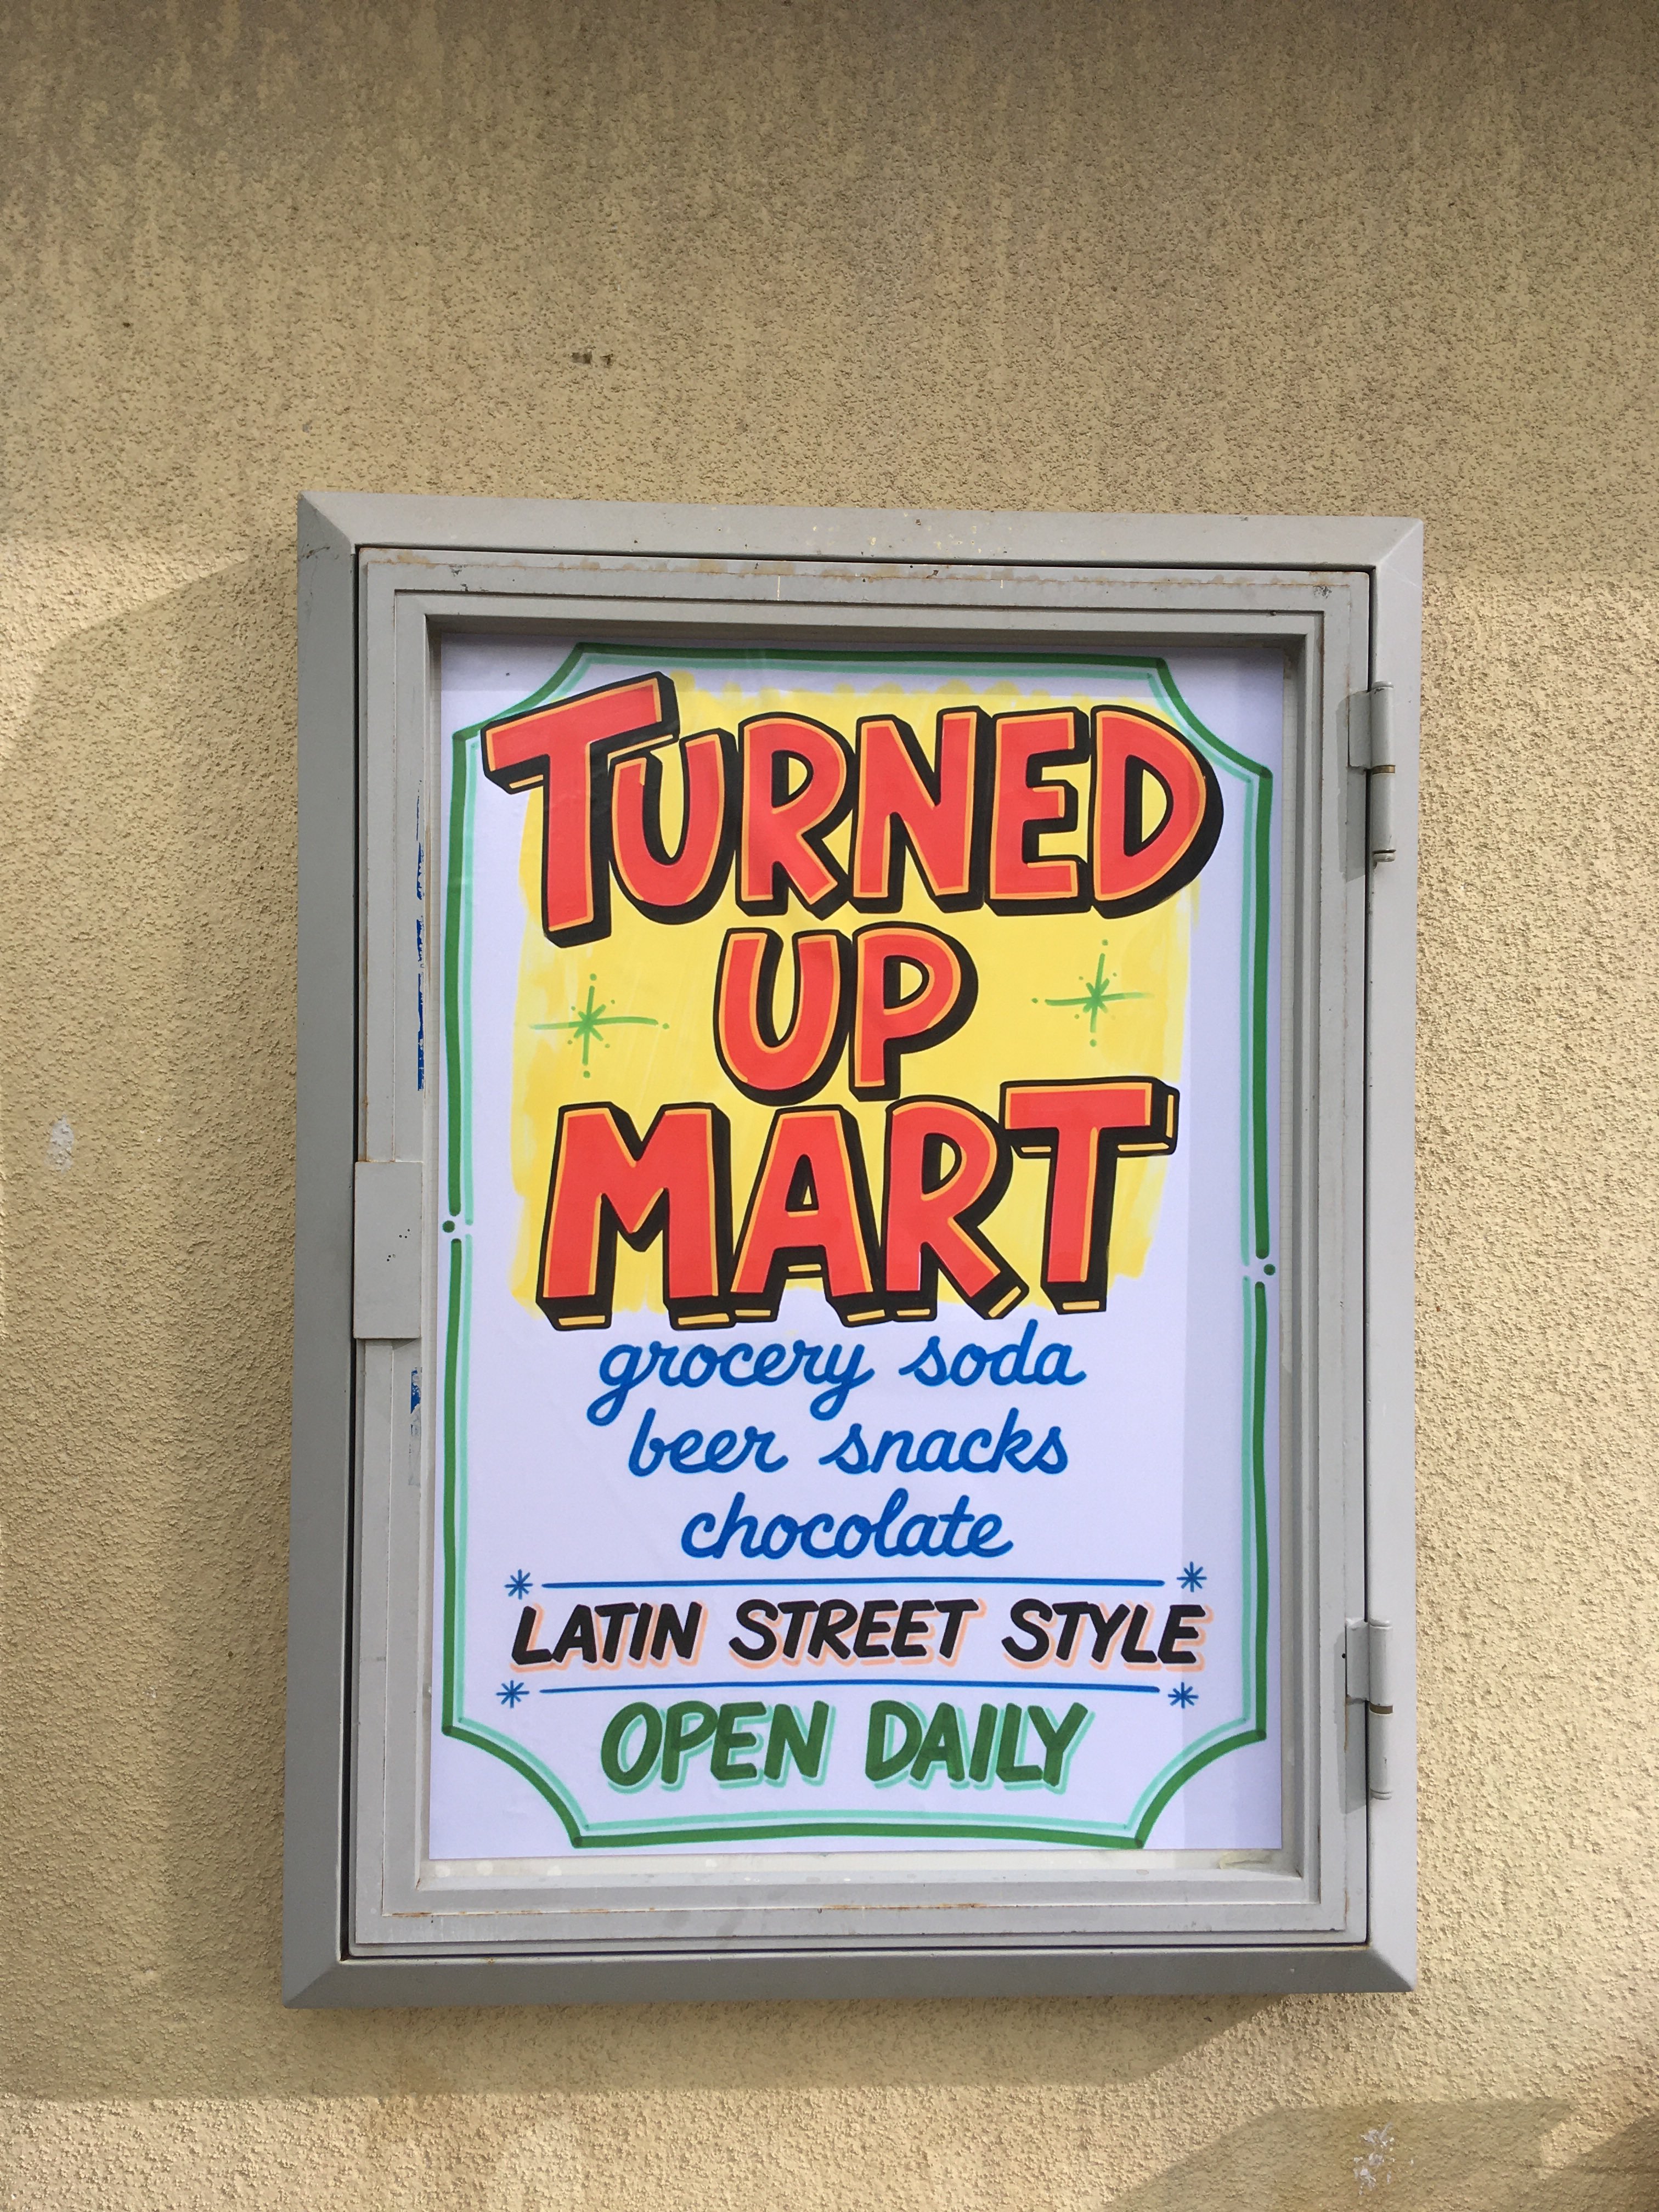 TURNED
UP
MART
grocery soda
beer snacks
chocolate
LATIN STREET STYLE
OPEN DAILY